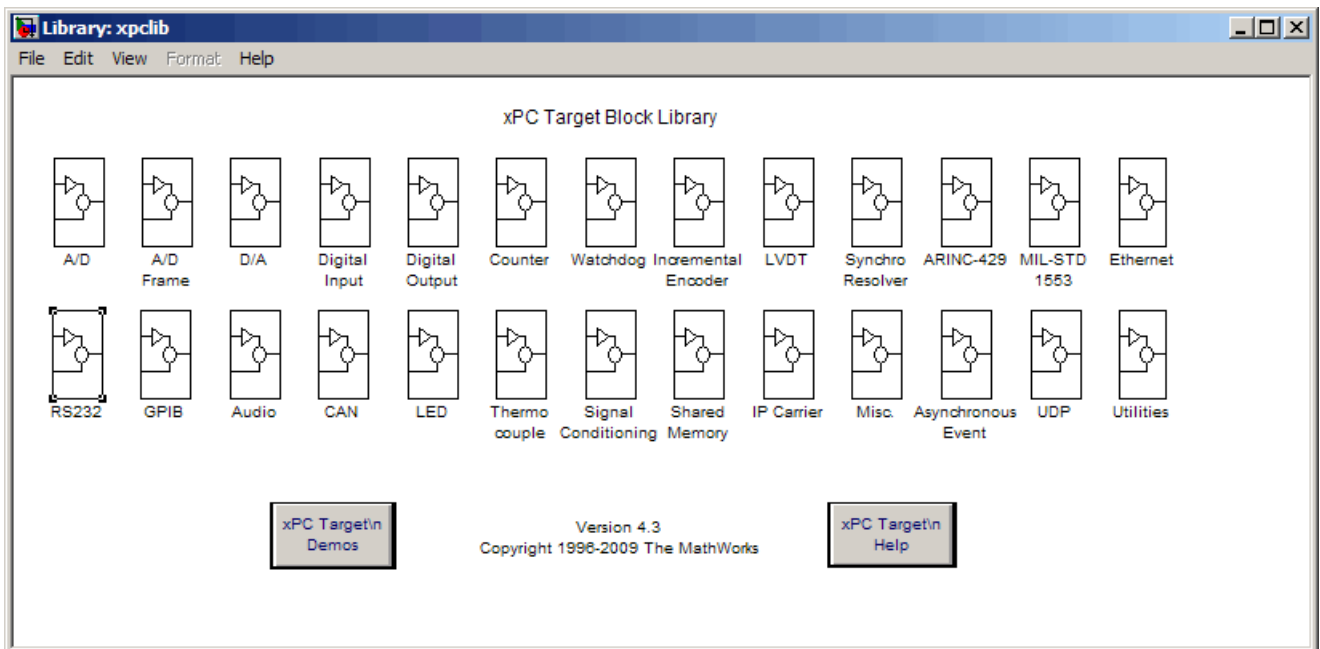 Library: xpclib
File Edit View Format Help
xPC Target Block Library
A/D
A/D
Frame
D/A
Digital
Input
Digital
Output
Counter
Watchdog
Incremental
Encoder
LVDT
Synchro
Resolver
ARINC-429
MIL-STD
1553
Ethernet
RS232
GPIB
Audio
CAN
LED
Thermo
couple
Signal
Conditioning
Shared
Memory
IP Carrier
Misc.
Asynchronous
Event
UDP
Utilities
xPC Target\n
Demos
Version 4.3
Copyright 1996-2009 The MathWorks
xPC Target\n
Help